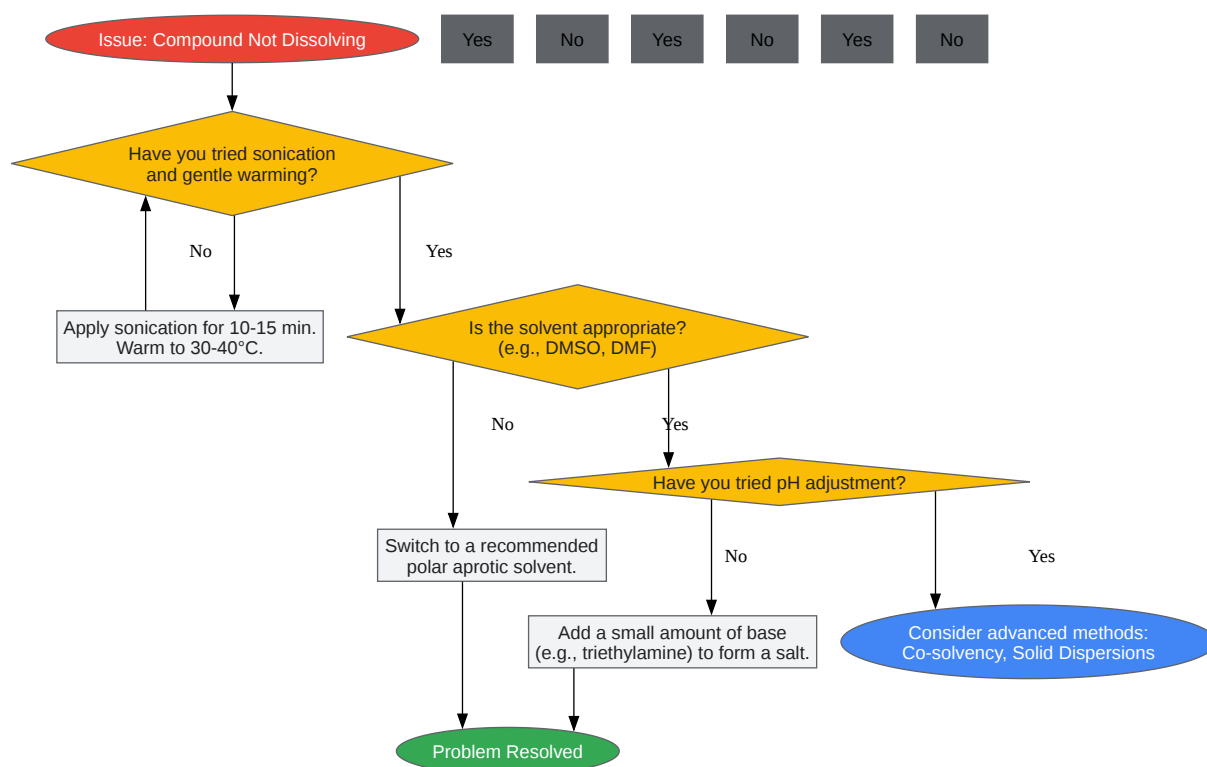 Issue: Compound Not Dissolving
Yes
No
Yes
No
Yes
No
Have you tried sonication
and gentle warming?
No
Yes
Apply sonication for 10-15 min.
Warm to 30-40°C.
Is the solvent appropriate?
(e.g., DMSO, DMF)
No
Yes
Have you tried pH adjustment?
Switch to a recommended
polar aprotic solvent.
No
Yes
Add a small amount of base
(e.g., triethylamine) to form a salt.
Consider advanced methods:
Co-solvency, Solid Dispersions
Problem Resolved